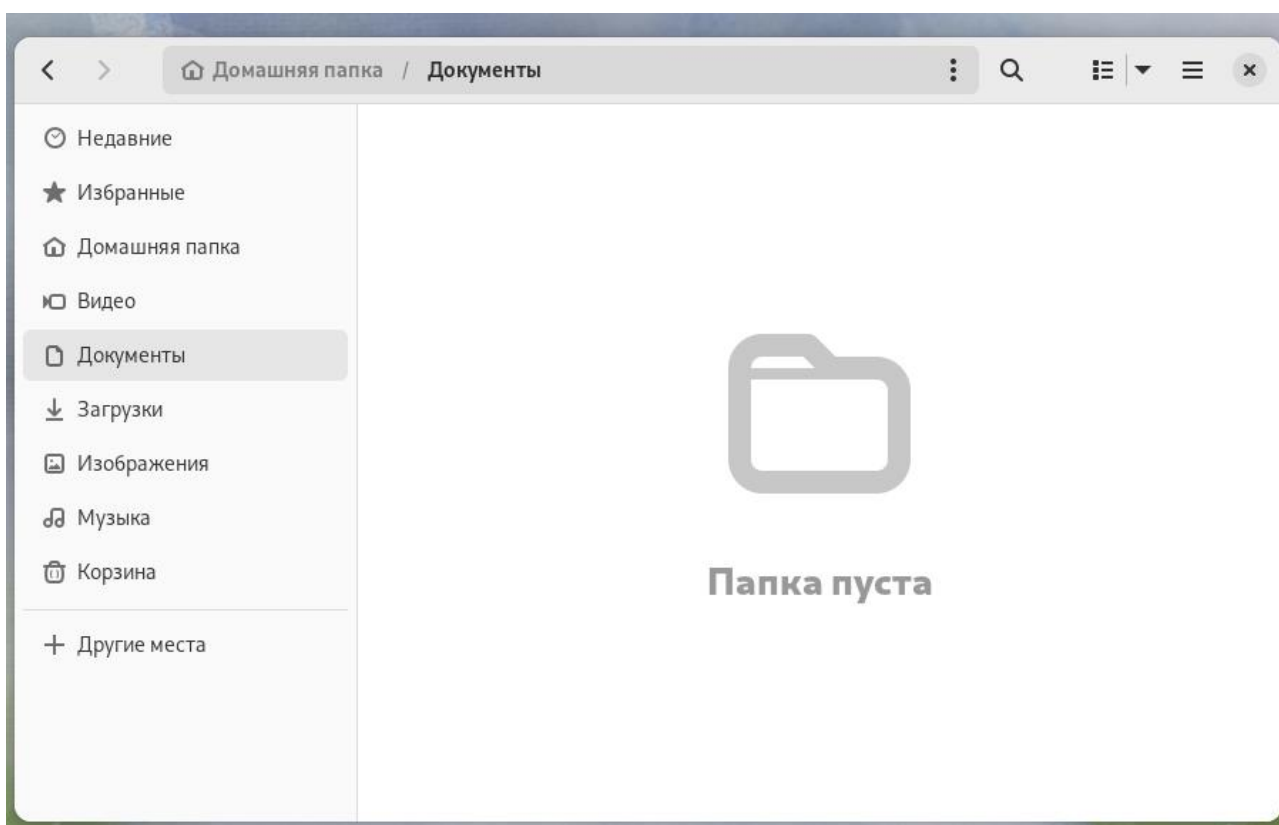 Домашняя папка / Документы
Недавние
Избранные
Домашняя папка
Видео
Документы
Загрузки
Изображения
Музыка
Корзина
Другие места
Папка пуста